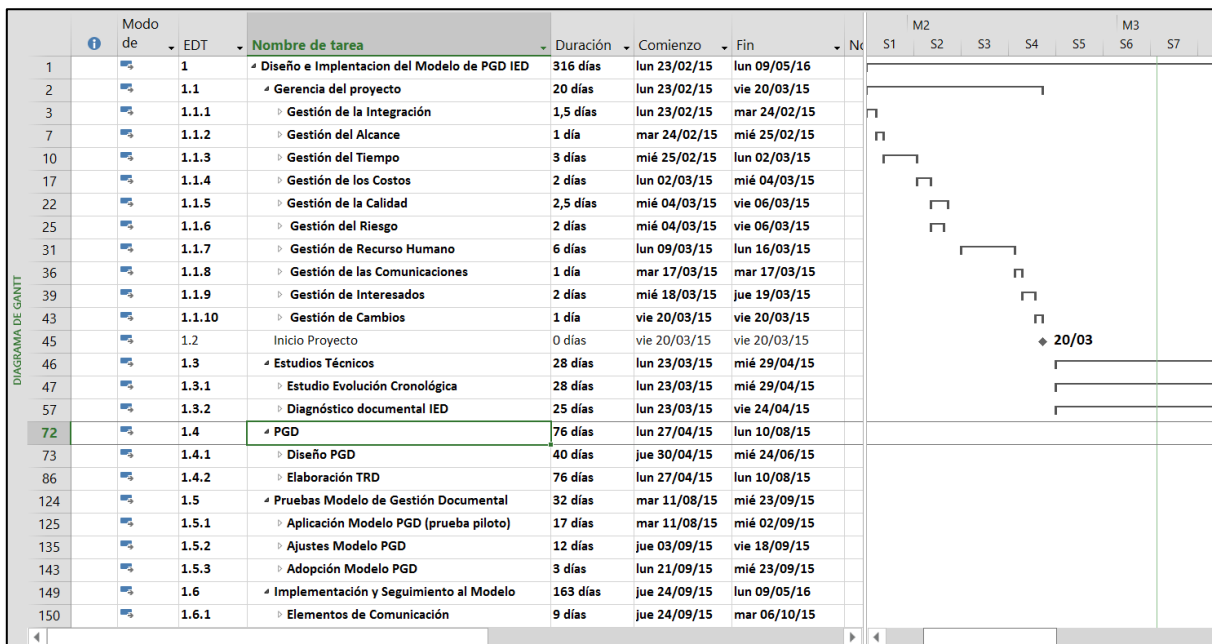 Modo de EDT Nombre de tarea Duración Comienzo Fin No M2 M3
S1 S2 S3 S4 S5 S6 S7
1 1 Diseño e Implentacion del Modelo de PGD IED 316 días lun 23/02/15 lun 09/05/16
2 1.1 Gerencia del proyecto 20 días lun 23/02/15 vie 20/03/15
3 1.1.1 Gestión de la Integración 1,5 días lun 23/02/15 mar 24/02/15
7 1.1.2 Gestión del Alcance 1 día mar 24/02/15 mié 25/02/15
10 1.1.3 Gestión del Tiempo 3 días mié 25/02/15 lun 02/03/15
17 1.1.4 Gestión de los Costos 2 días lun 02/03/15 mié 04/03/15
22 1.1.5 Gestión de la Calidad 2,5 días mié 04/03/15 vie 06/03/15
25 1.1.6 Gestión del Riesgo 2 días mié 04/03/15 vie 06/03/15
31 1.1.7 Gestión de Recurso Humano 6 días lun 09/03/15 lun 16/03/15
36 1.1.8 Gestión de las Comunicaciones 1 día mar 17/03/15 mar 17/03/15
39 1.1.9 Gestión de Interesados 2 días mié 18/03/15 jue 19/03/15
43 1.1.10 Gestión de Cambios 1 día vie 20/03/15 vie 20/03/15
45 1.2 Inicio Proyecto 0 días vie 20/03/15 vie 20/03/15 20/03
46 1.3 Estudios Técnicos 28 días lun 23/03/15 mié 29/04/15
47 1.3.1 Estudio Evolución Cronológica 28 días lun 23/03/15 mié 29/04/15
57 1.3.2 Diagnóstico documental IED 25 días lun 23/03/15 vie 24/04/15
72 1.4 PGD 76 días lun 27/04/15 lun 10/08/15
73 1.4.1 Diseño PGD 40 días jue 30/04/15 mié 24/06/15
86 1.4.2 Elaboración TRD 76 días lun 27/04/15 lun 10/08/15
124 1.5 Pruebas Modelo de Gestión Documental 32 días mar 11/08/15 mié 23/09/15
125 1.5.1 Aplicación Modelo PGD (prueba piloto) 17 días mar 11/08/15 mié 02/09/15
135 1.5.2 Ajustes Modelo PGD 12 días jue 03/09/15 vie 18/09/15
143 1.5.3 Adopción Modelo PGD 3 días lun 21/09/15 mié 23/09/15
149 1.6 Implementación y Seguimiento al Modelo 163 días jue 24/09/15 lun 09/05/16
150 1.6.1 Elementos de Comunicación 9 días jue 24/09/15 mar 06/10/15
DIAGRAMA DE GANTT